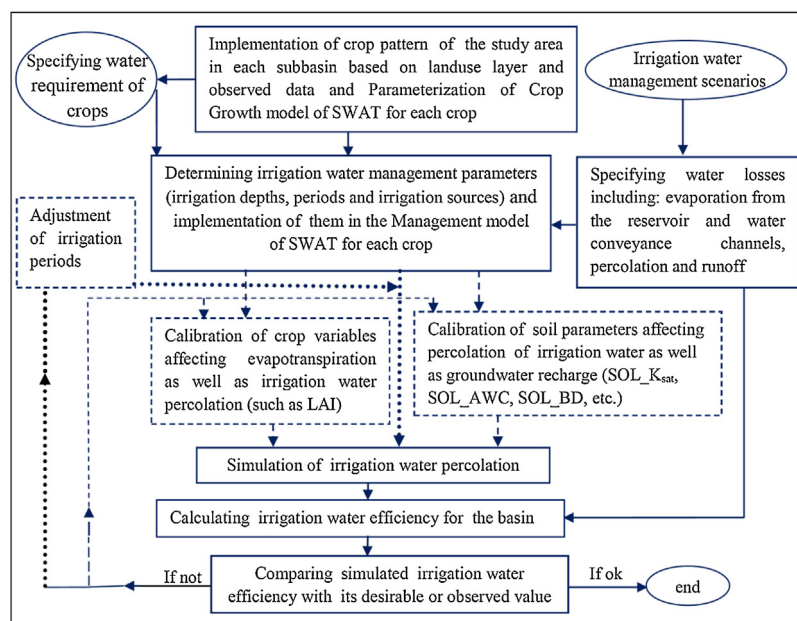 Specifying water
requirement of
crops
Implementation of crop pattern of the study area
in each subbasin based on landuse layer and
observed data and Parameterization of Crop
Growth model of SWAT for each crop
Irrigation water
management scenarios
Determining irrigation water management parameters
(irrigation depths, periods and irrigation sources) and
implementation of them in the Management model
of SWAT for each crop
Specifying water losses
including: evaporation from
the reservoir and water
conveyance channels,
percolation and runoff
Adjustment
of irrigation
periods
Calibration of crop variables
affecting evapotranspiration
as well as irrigation water
percolation (such as LAI)
Calibration of soil parameters affecting
percolation of irrigation water as well
as groundwater recharge (SOL_Ksat,
SOL_AWC, SOL_BD, etc.)
Simulation of irrigation water percolation
Calculating irrigation water efficiency for the basin
If not
Comparing simulated irrigation water
efficiency with its desirable or observed value
If ok
end